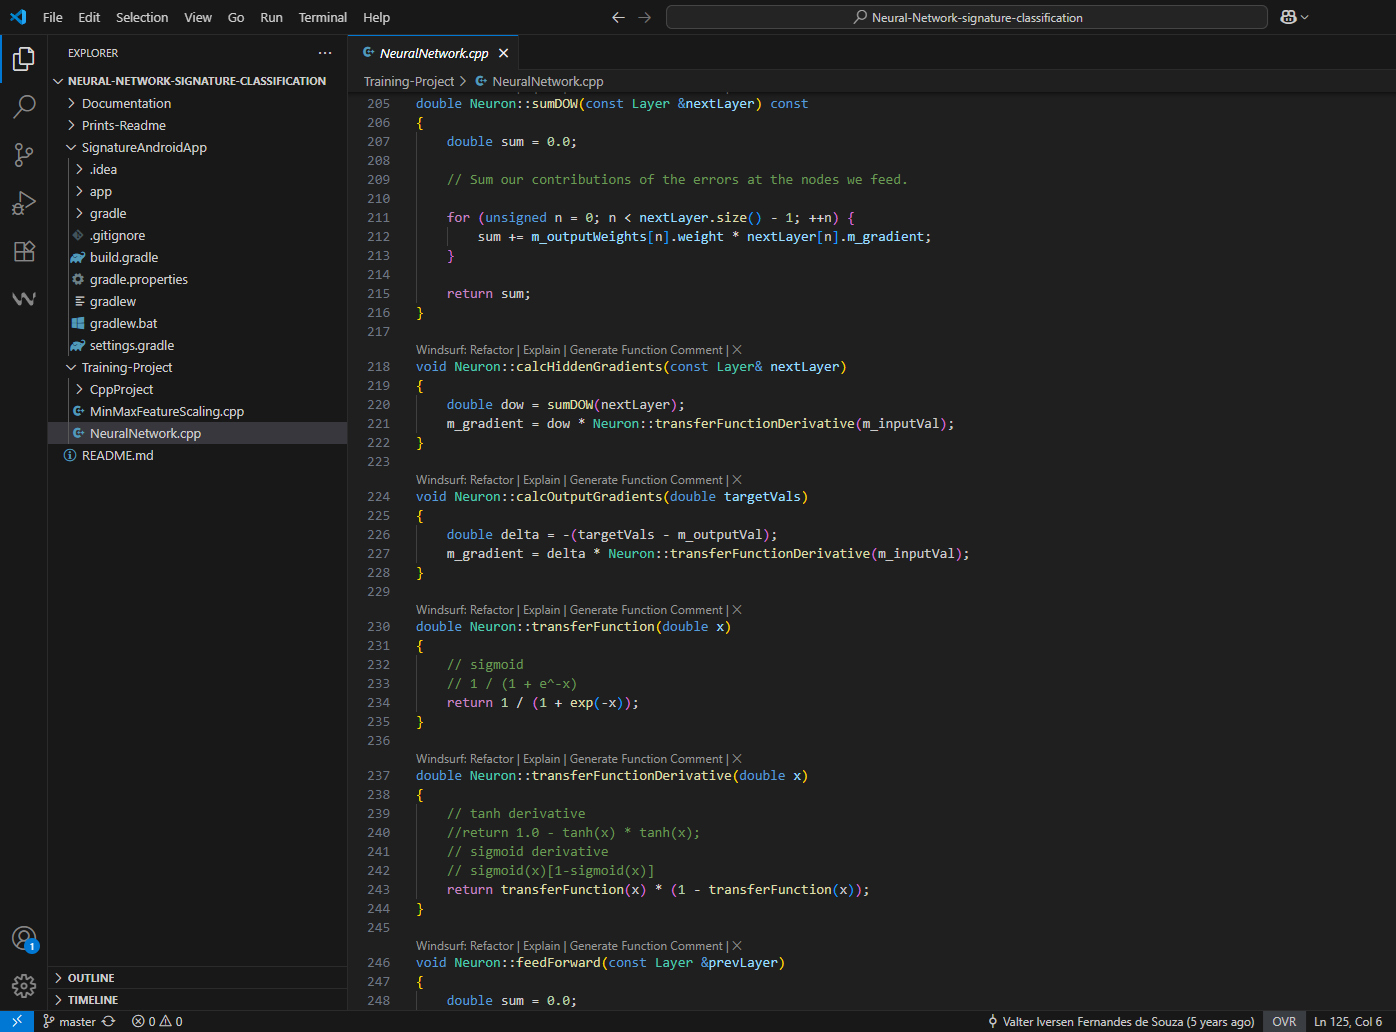 File Edit Selection View Go Run Terminal Help
Neural-Network-signature-classification
EXPLORER
NEURAL-NETWORK-SIGNATURE-CLASSIFICATION
Documentation
Prints-Readme
SignatureAndroidApp
.idea
app
gradle
.gitignore
build.gradle
gradle.properties
gradlew
gradlew.bat
settings.gradle
Training-Project
CppProject
MinMaxFeatureScaling.cpp
NeuralNetwork.cpp
README.md
OUTLINE
TIMELINE
NeuralNetwork.cpp
Training-Project > NeuralNetwork.cpp
205 double Neuron::sumDOW(const Layer &nextLayer) const
206 {
207     double sum = 0.0;
208
209     // Sum our contributions of the errors at the nodes we feed.
210
211     for (unsigned n = 0; n < nextLayer.size() - 1; ++n) {
212         sum += m_outputWeights[n].weight * nextLayer[n].m_gradient;
213     }
214
215     return sum;
216 }
217
Windsurf: Refactor | Explain | Generate Function Comment | ×
218 void Neuron::calcHiddenGradients(const Layer& nextLayer)
219 {
220     double dow = sumDOW(nextLayer);
221     m_gradient = dow * Neuron::transferFunctionDerivative(m_inputVal);
222 }
223
Windsurf: Refactor | Explain | Generate Function Comment | ×
224 void Neuron::calcOutputGradients(double targetVals)
225 {
226     double delta = -(targetVals - m_outputVal);
227     m_gradient = delta * Neuron::transferFunctionDerivative(m_inputVal);
228 }
229
Windsurf: Refactor | Explain | Generate Function Comment | ×
230 double Neuron::transferFunction(double x)
231 {
232     // sigmoid
233     // 1 / (1 + e^-x)
234     return 1 / (1 + exp(-x));
235 }
236
Windsurf: Refactor | Explain | Generate Function Comment | ×
237 double Neuron::transferFunctionDerivative(double x)
238 {
239     // tanh derivative
240     //return 1.0 - tanh(x) * tanh(x);
241     // sigmoid derivative
242     // sigmoid(x)[1-sigmoid(x)]
243     return transferFunction(x) * (1 - transferFunction(x));
244 }
245
Windsurf: Refactor | Explain | Generate Function Comment | ×
246 void Neuron::feedForward(const Layer &prevLayer)
247 {
248     double sum = 0.0;
1
master 0 0 Valter Iversen Fernandes de Souza (5 years ago) OVR Ln 125, Col 6